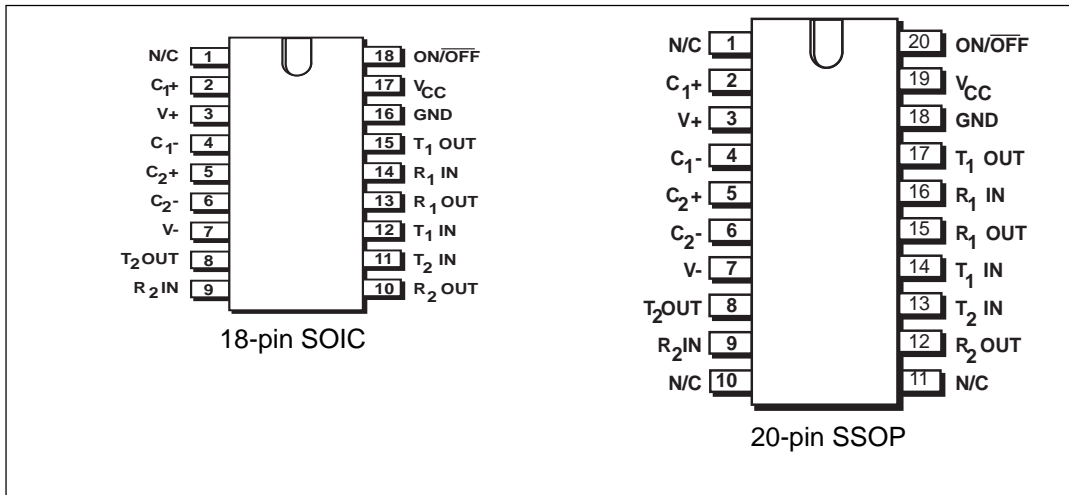 N/C 1 18 ON/OFF
C1+ 2 17 VCC
V+ 3 16 GND
C1- 4 15 T1 OUT
C2+ 5 14 R1 IN
C2- 6 13 R1 OUT
V- 7 12 T1 IN
T2OUT 8 11 T2 IN
R2IN 9 10 R2 OUT
18-pin SOIC
N/C 1 20 ON/OFF
C1+ 2 19 VCC
V+ 3 18 GND
C1- 4 17 T1 OUT
C2+ 5 16 R1 IN
C2- 6 15 R1 OUT
V- 7 14 T1 IN
T2OUT 8 13 T2 IN
R2IN 9 12 R2 OUT
N/C 10 11 N/C
20-pin SSOP